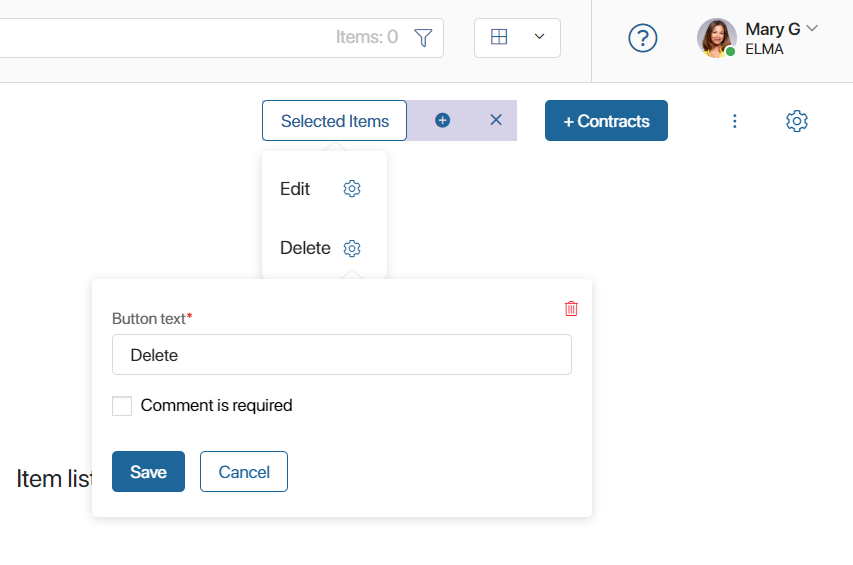 Items: 0
Mary G
ELMA
Selected Items
+ Contracts
Edit
Delete
Button text*
Delete
Comment is required
Item list
Save
Cancel